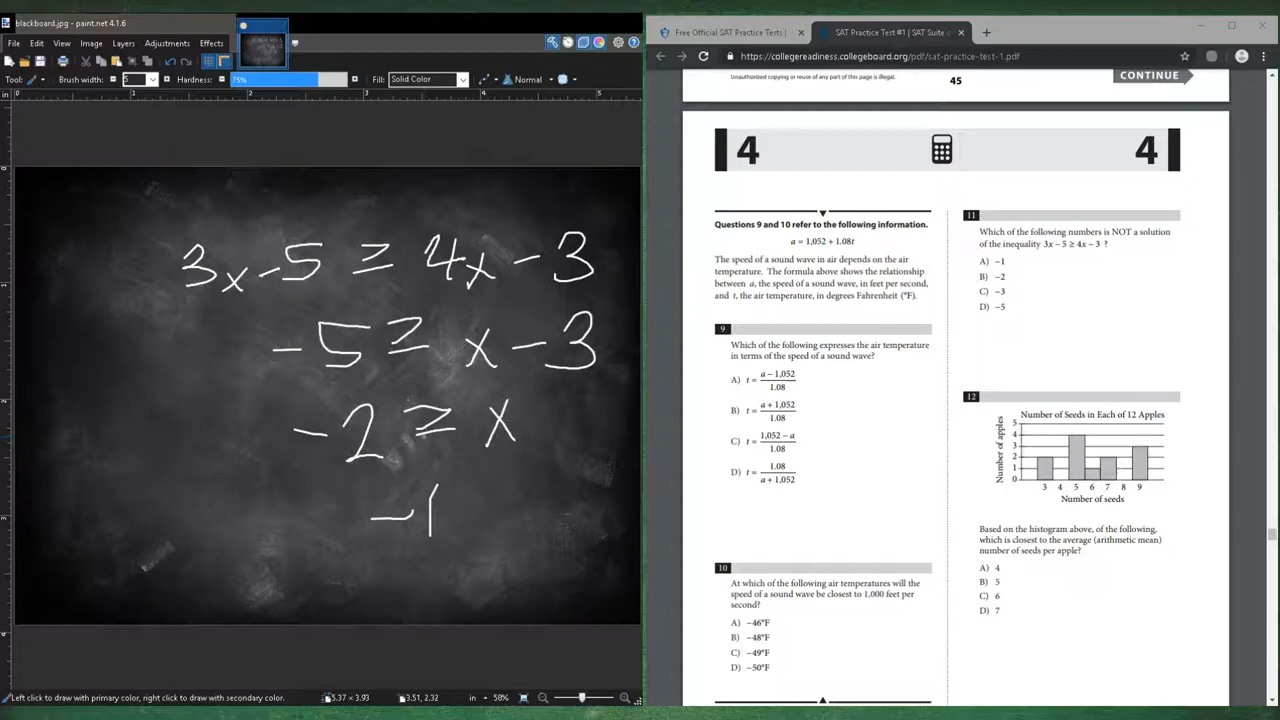 blackboard.jpg - paint.net 4.1.6
File Edit View Image Layers Adjustments Effects
Tool: Brush width: 5 Hardness: 75% Fill: Solid Color Normal
3x - 5 ≥ 4x - 3
-5 ≥ x - 3
-2 ≥ x
-1
Left click to draw with primary color, right click to draw with secondary color.
5.37 × 3.93
3.51, 2.32
in
58%
Free Official SAT Practice Tests |
SAT Practice Test #1 | SAT Suite o
https://collegereadiness.collegeboard.org/pdf/sat-practice-test-1.pdf
Unauthorized copying or reuse of any part of this page is illegal.
45
CONTINUE
4
4
Questions 9 and 10 refer to the following information.
a = 1,052 + 1.08t
The speed of a sound wave in air depends on the air
temperature. The formula above shows the relationship
between a, the speed of a sound wave, in feet per second,
and t, the air temperature, in degrees Fahrenheit (°F).
9
Which of the following expresses the air temperature
in terms of the speed of a sound wave?
A) t = a − 1,052 / 1.08
B) t = a + 1,052 / 1.08
C) t = 1,052 − a / 1.08
D) t = 1.08 / a + 1,052
10
At which of the following air temperatures will the
speed of a sound wave be closest to 1,000 feet per
second?
A) −46°F
B) −48°F
C) −49°F
D) −50°F
11
Which of the following numbers is NOT a solution
of the inequality 3x − 5 ≥ 4x − 3 ?
A) −1
B) −2
C) −3
D) −5
12
Number of Seeds in Each of 12 Apples
Number of apples
5
4
3
2
1
0
3 4 5 6 7 8 9
Number of seeds
Based on the histogram above, of the following,
which is closest to the average (arithmetic mean)
number of seeds per apple?
A) 4
B) 5
C) 6
D) 7